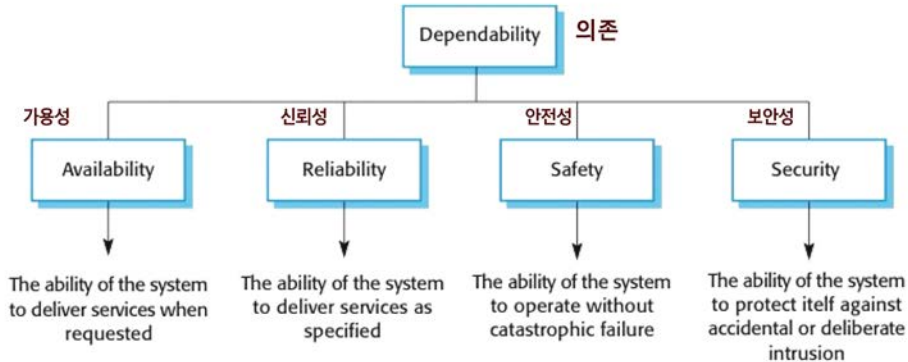 Dependability 의존
가용성
신뢰성
안전성
보안성
Availability
Reliability
Safety
Security
The ability of the system
to deliver services when
requested
The ability of the system
to deliver services as
specified
The ability of the system
to operate without
catastrophic failure
The ability of the system
to protect itelf against
accidental or deliberate
intrusion